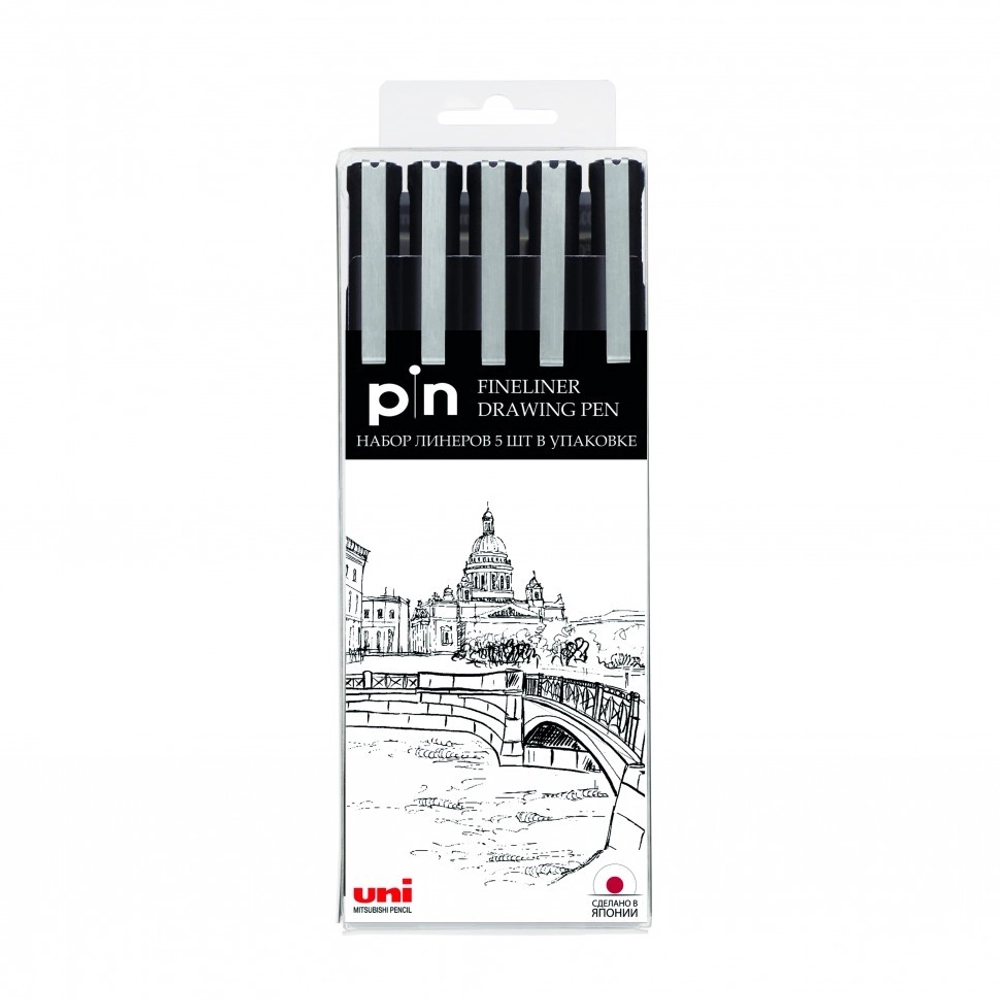 pin
FINELINER
DRAWING PEN
НАБОР ЛИНЕРОВ 5 ШТ В УПАКОВКЕ
uni
MITSUBISHI PENCIL
СДЕЛАНО В
ЯПОНИИ